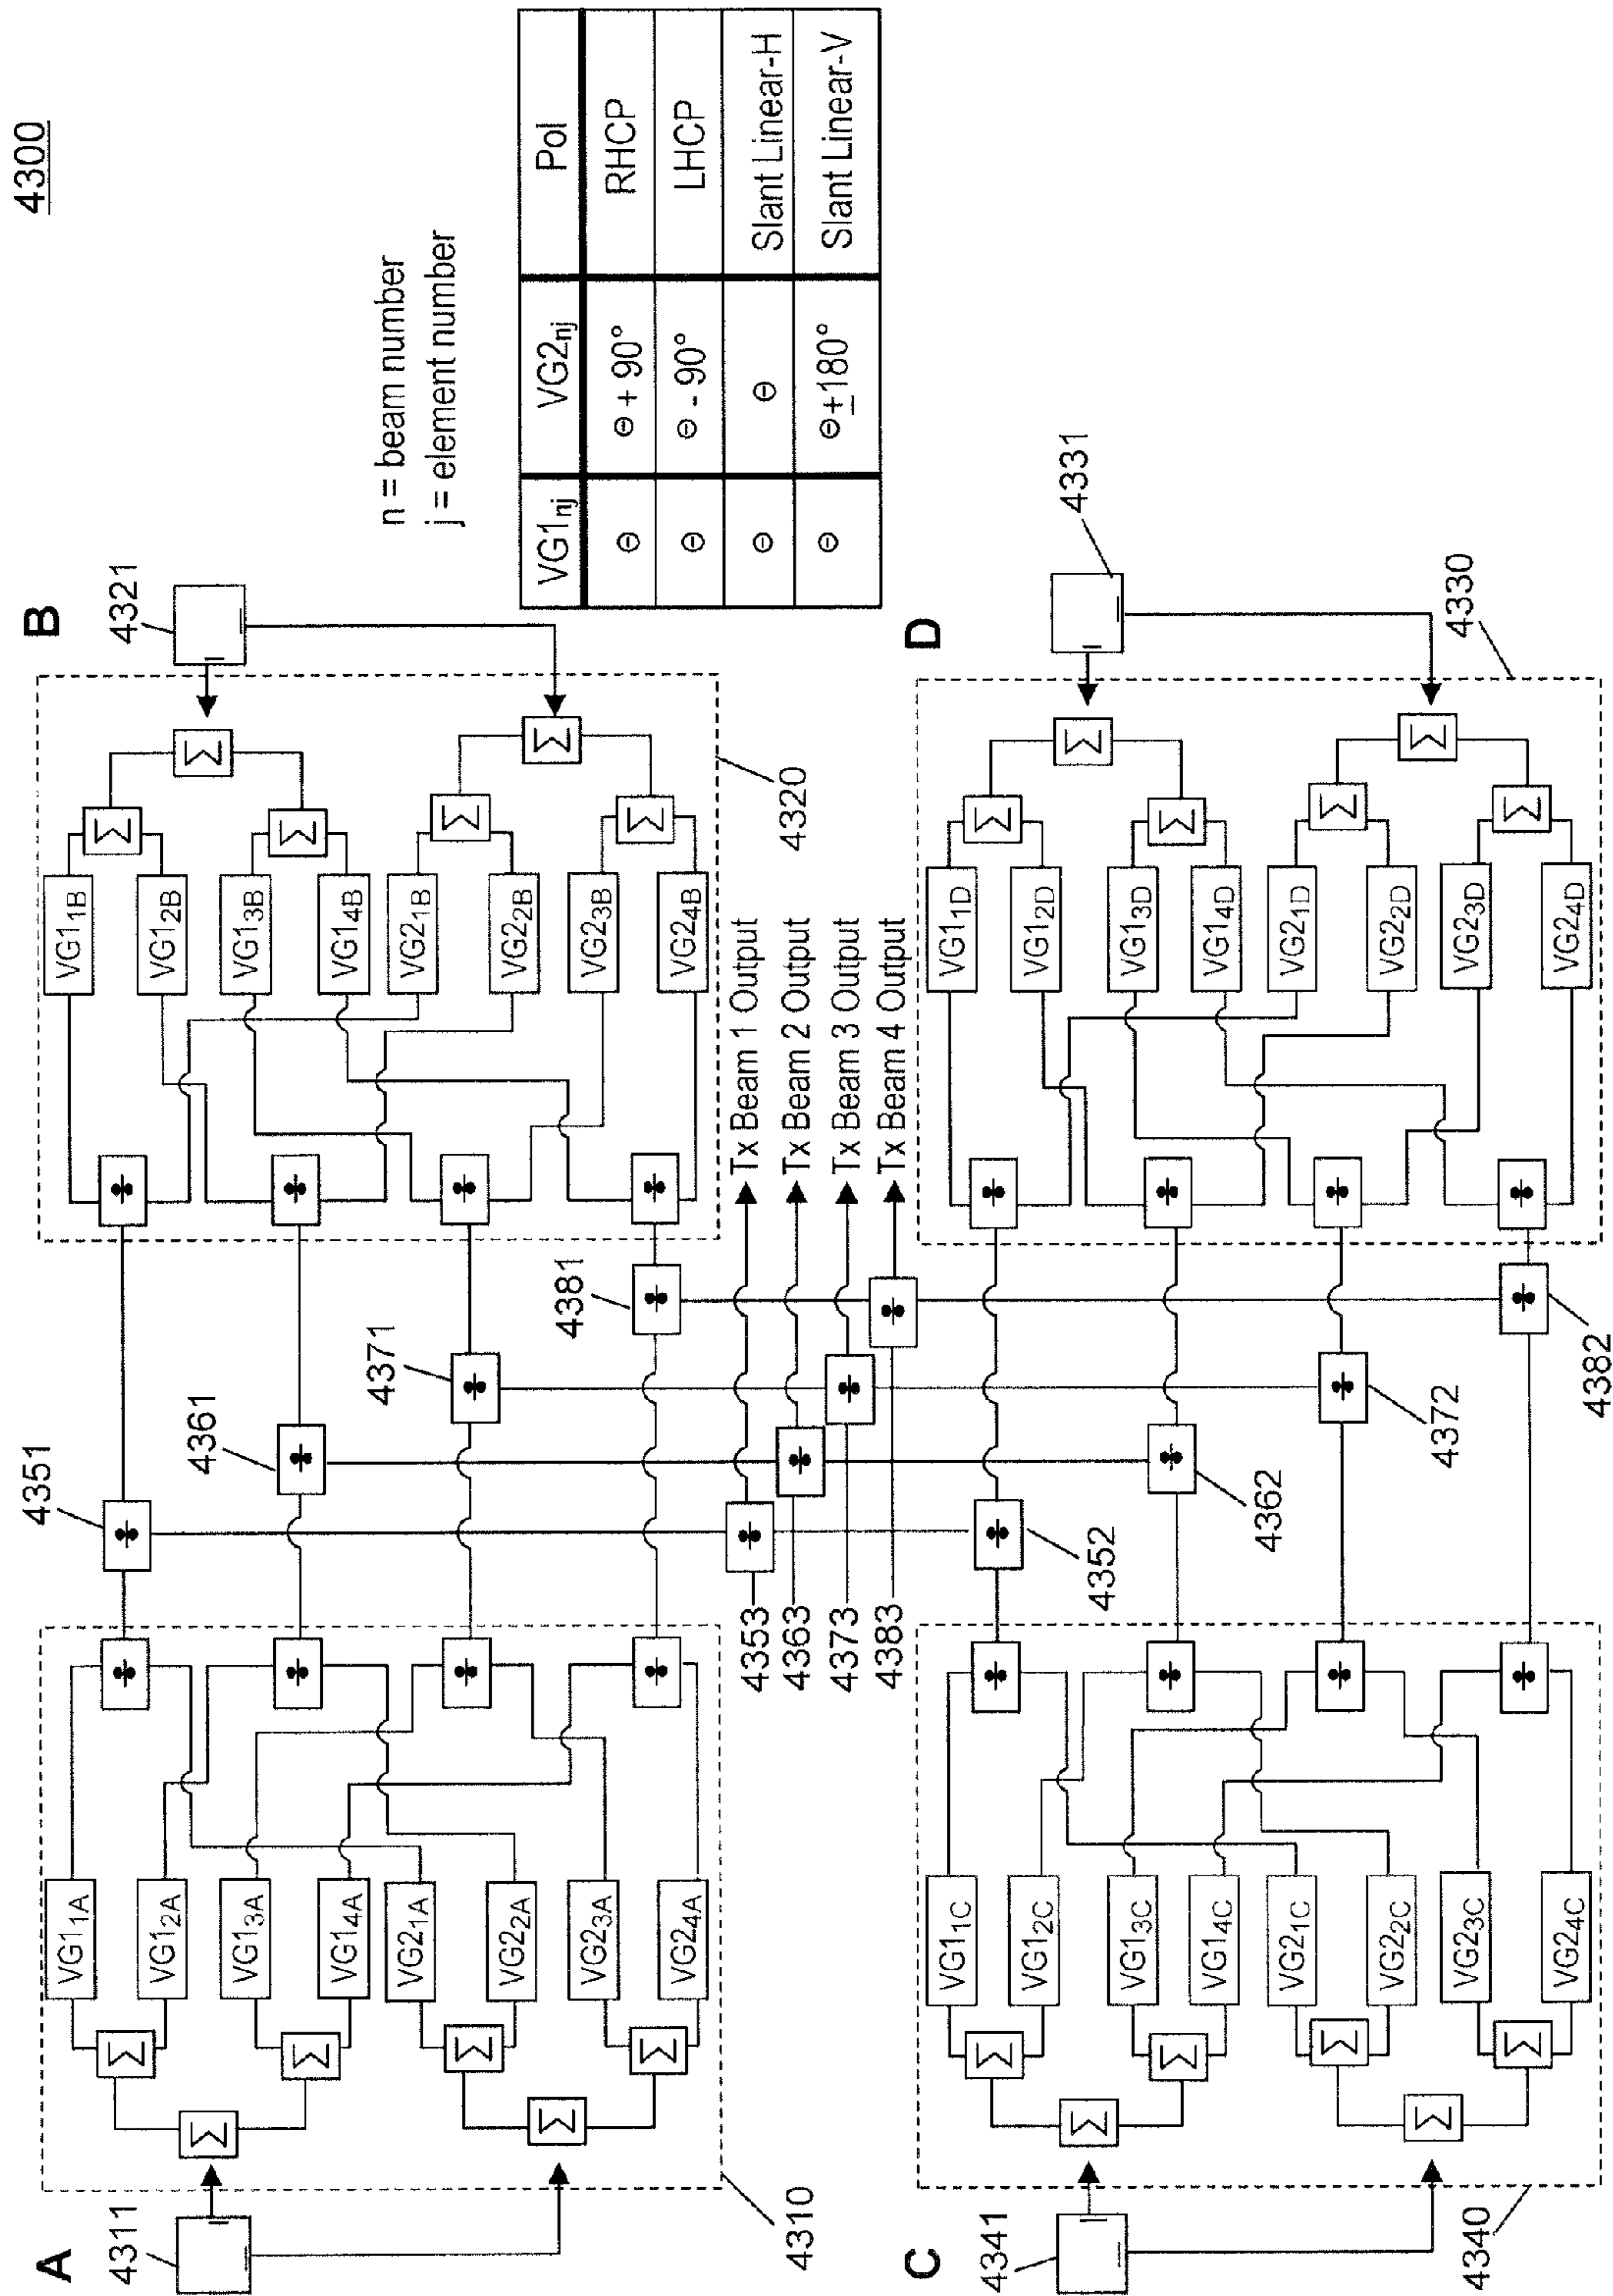 4300
n = beam number
j = element number
VG1nj VG2nj Pol
Θ Θ + 90° RHCP
Θ Θ - 90° LHCP
Θ Θ Slant Linear-H
Θ Θ ± 180° Slant Linear-V
A
4311
4310
VG11A
VG12A
VG13A
VG14A
VG21A
VG22A
VG23A
VG24A
Σ
Σ
Σ
Σ
Σ
Σ
÷
÷
÷
÷
B
4321
4320
VG11B
VG12B
VG13B
VG14B
VG21B
VG22B
VG23B
VG24B
Σ
Σ
Σ
Σ
Σ
Σ
÷
÷
÷
÷
4351
4361
4371
4381
÷
÷
÷
÷
4353
4363
4373
4383
÷
÷
÷
÷
Tx Beam 1 Output
Tx Beam 2 Output
Tx Beam 3 Output
Tx Beam 4 Output
4352
4362
4372
4382
÷
÷
÷
÷
C
4341
4340
VG11C
VG12C
VG13C
VG14C
VG21C
VG22C
VG23C
VG24C
Σ
Σ
Σ
Σ
Σ
Σ
÷
÷
÷
÷
D
4331
4330
VG11D
VG12D
VG13D
VG14D
VG21D
VG22D
VG23D
VG24D
Σ
Σ
Σ
Σ
Σ
Σ
÷
÷
÷
÷